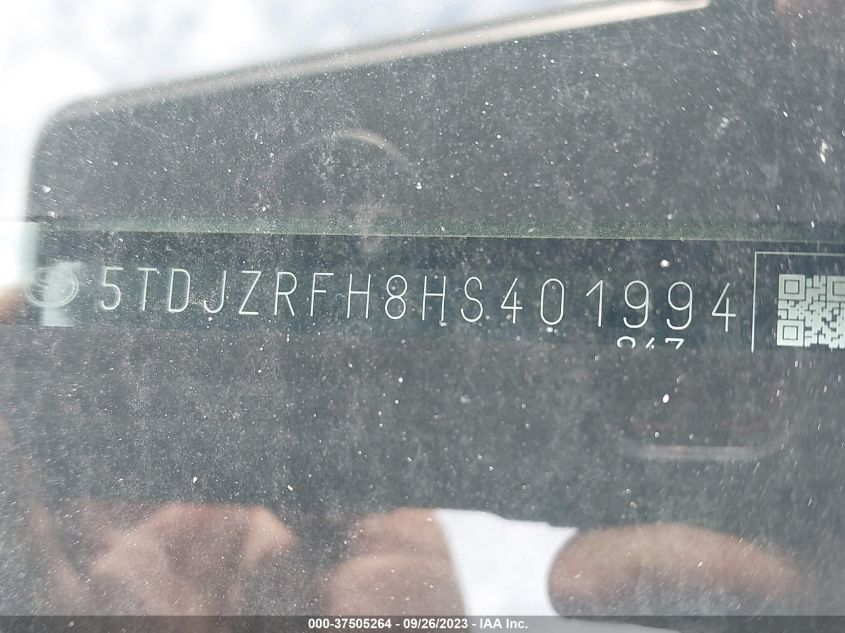 5TDJZRFH8HS401994
000-37505264 - 09/26/2023 - IAA Inc.